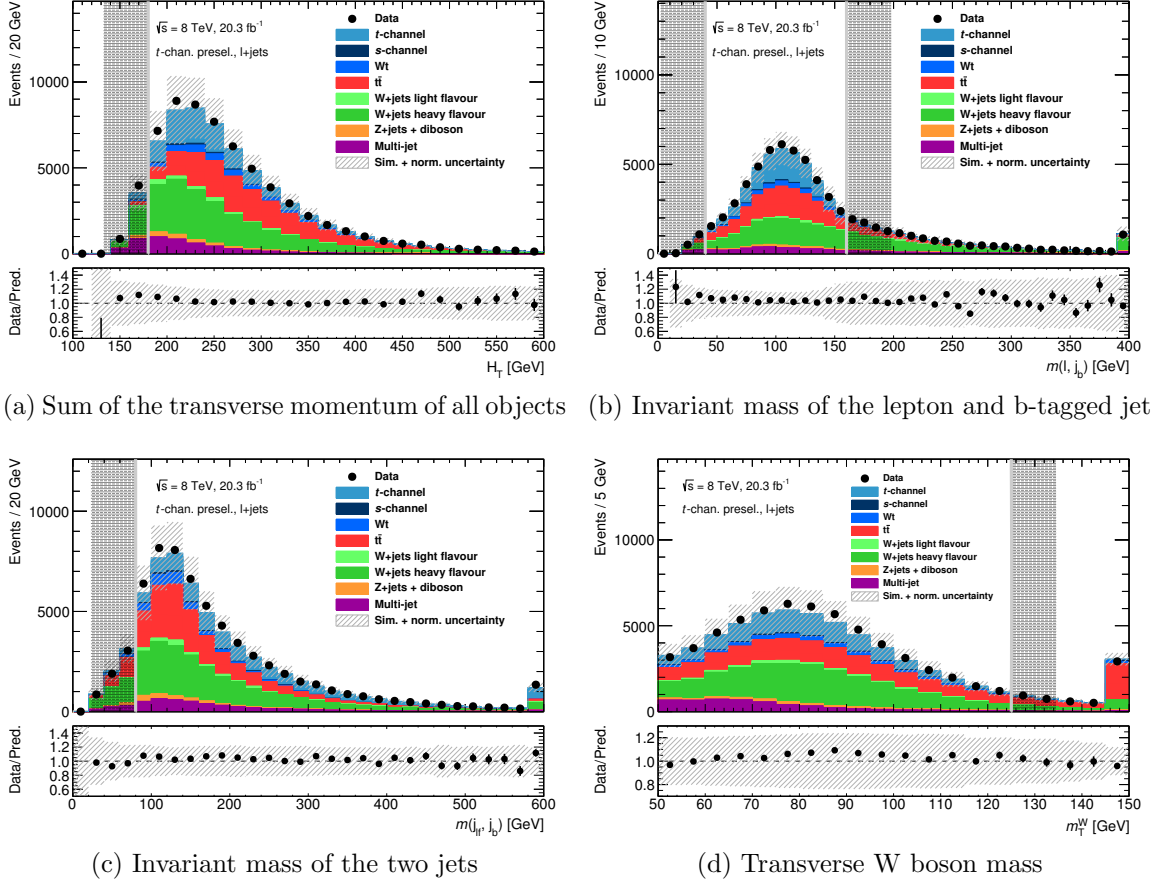 Events / 20 GeV
10000
5000
0
√s = 8 TeV, 20.3 fb⁻¹
t-chan. presel., l+jets
Data
t-channel
s-channel
Wt
tt̄
W+jets light flavour
W+jets heavy flavour
Z+jets + diboson
Multi-jet
Sim. + norm. uncertainty
Data/Pred.
1.4
1.2
1.0
0.8
0.6
100 150 200 250 300 350 400 450 500 550 600
H_T [GeV]
(a) Sum of the transverse momentum of all objects
Events / 10 GeV
10000
5000
0
√s = 8 TeV, 20.3 fb⁻¹
t-chan. presel., l+jets
Data
t-channel
s-channel
Wt
tt̄
W+jets light flavour
W+jets heavy flavour
Z+jets + diboson
Multi-jet
Sim. + norm. uncertainty
Data/Pred.
1.4
1.2
1.0
0.8
0.6
0 50 100 150 200 250 300 350 400
m(l, j_b) [GeV]
(b) Invariant mass of the lepton and b-tagged jet
Events / 20 GeV
10000
5000
0
√s = 8 TeV, 20.3 fb⁻¹
t-chan. presel., l+jets
Data
t-channel
s-channel
Wt
tt̄
W+jets light flavour
W+jets heavy flavour
Z+jets + diboson
Multi-jet
Sim. + norm. uncertainty
Data/Pred.
1.4
1.2
1.0
0.8
0.6
0 100 200 300 400 500 600
m(j_lf, j_b) [GeV]
(c) Invariant mass of the two jets
Events / 5 GeV
10000
5000
0
√s = 8 TeV, 20.3 fb⁻¹
t-chan. presel., l+jets
Data
t-channel
s-channel
Wt
tt̄
W+jets light flavour
W+jets heavy flavour
Z+jets + diboson
Multi-jet
Sim. + norm. uncertainty
Data/Pred.
1.2
1.1
1.0
0.9
0.8
50 60 70 80 90 100 110 120 130 140 150
m_T^W [GeV]
(d) Transverse W boson mass